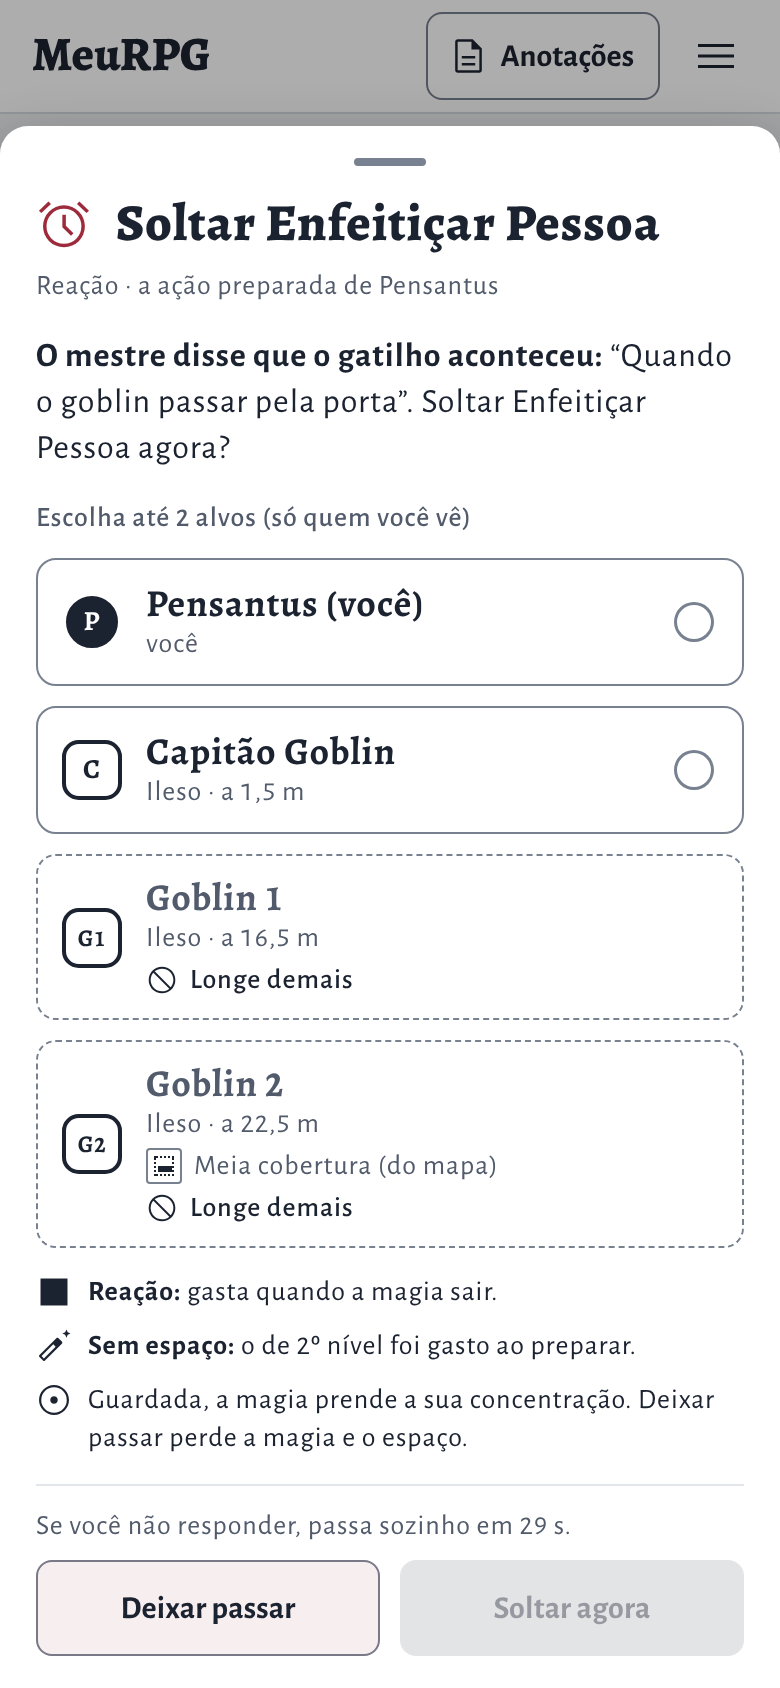 MeuRPG
Anotações
Soltar Enfeitiçar Pessoa
Reação · a ação preparada de Pensantus
O mestre disse que o gatilho aconteceu: “Quando
o goblin passar pela porta”. Soltar Enfeitiçar
Pessoa agora?
Escolha até 2 alvos (só quem você vê)
P
Pensantus (você)
você
C
Capitão Goblin
Ileso · a 1,5 m
G1
Goblin 1
Ileso · a 16,5 m
Longe demais
G2
Goblin 2
Ileso · a 22,5 m
Meia cobertura (do mapa)
Longe demais
Reação: gasta quando a magia sair.
Sem espaço: o de 2º nível foi gasto ao preparar.
Guardada, a magia prende a sua concentração. Deixar
passar perde a magia e o espaço.
Se você não responder, passa sozinho em 29 s.
Deixar passar
Soltar agora